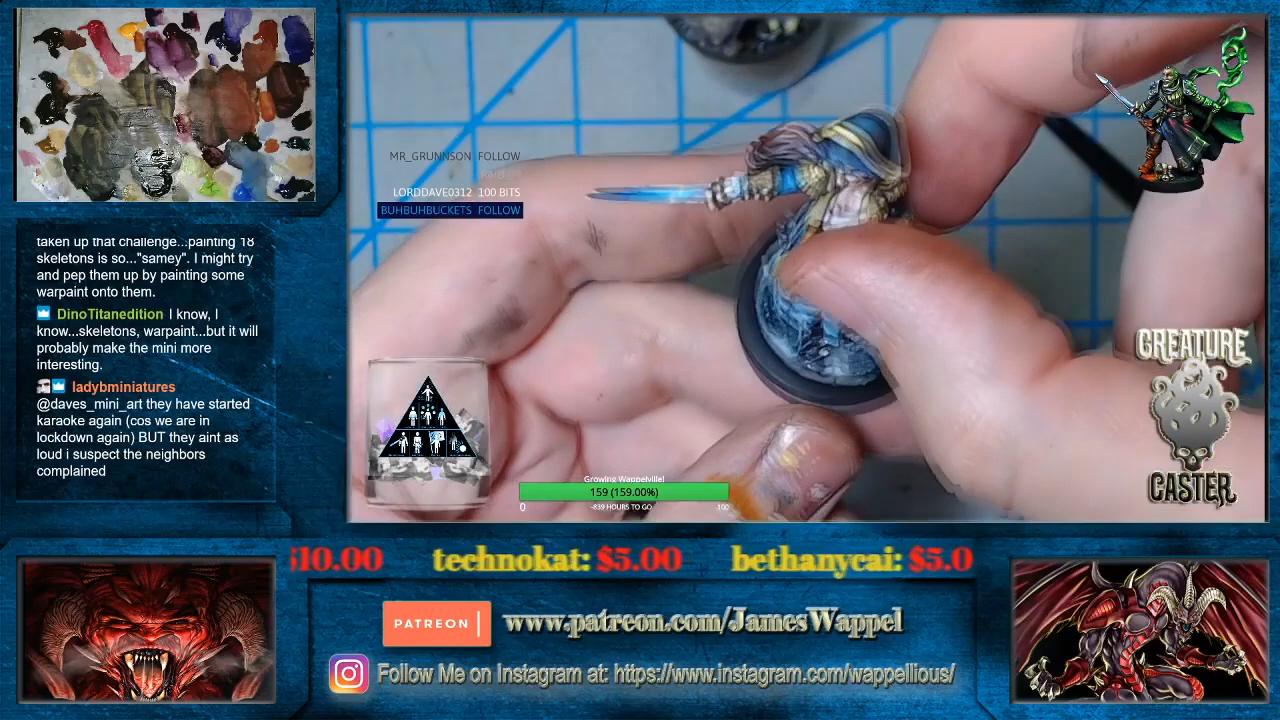 MR_GRUNNSON FOLLOW
LORDDAVE0312 100 BITS
BUHBUHBUCKETS FOLLOW
taken up that challenge...painting 18
skeletons is so..."samey". I might try
and pep them up by painting some
warpaint onto them.
DinoTitanedition I know, I
know...skeletons, warpaint...but it will
probably make the mini more
interesting.
ladybminiatures
@daves_mini_art they have started
karaoke again (cos we are in
lockdown again) BUT they aint as
loud i suspect the neighbors
complained
CREATURE
CASTER
Growing Wappelville!
159 (159.00%)
0 -839 HOURS TO GO 100
$10.00 technokat: $5.00 bethanycai: $5.0
PATREON
www.patreon.com/JamesWappel
Follow Me on Instagram at: https://www.instagram.com/wappellious/